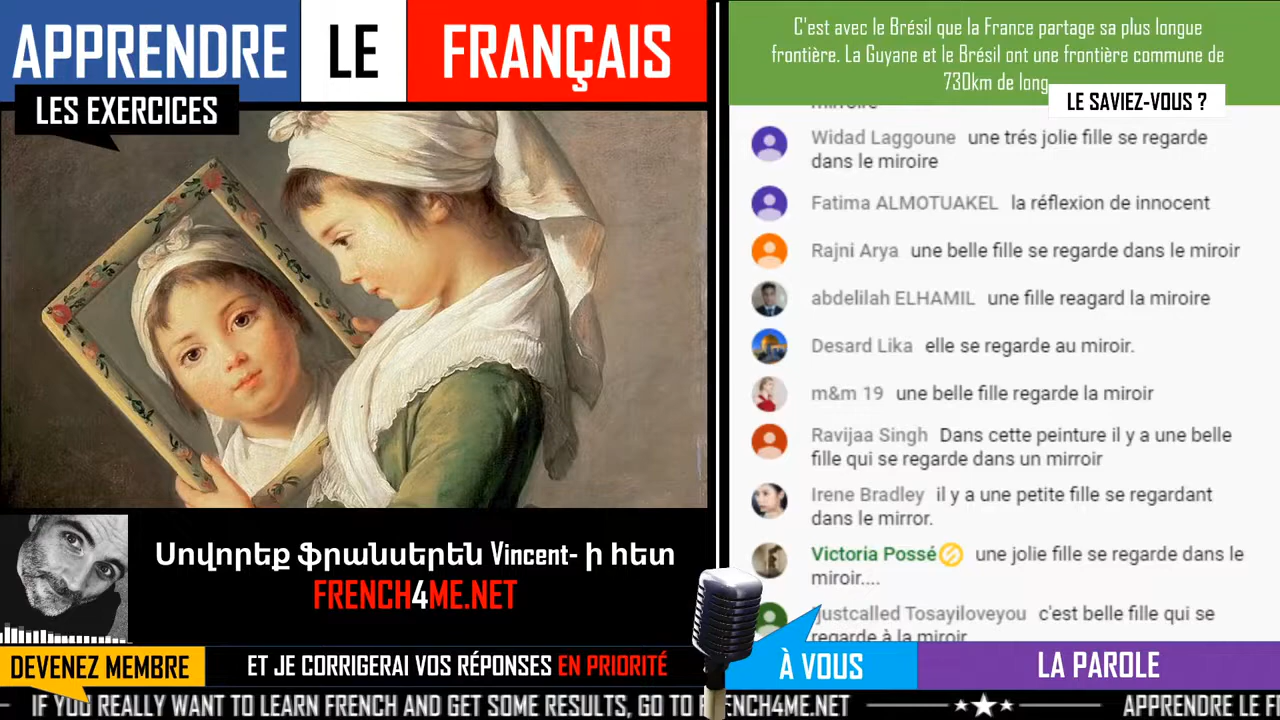 APPRENDRE LE FRANÇAIS
LES EXERCICES
C'est avec le Brésil que la France partage sa plus longue
frontière. La Guyane et le Brésil ont une frontière commune de
730km de long
LE SAVIEZ-VOUS ?
mirroire
Widad Laggoune une trés jolie fille se regarde
dans le miroire
Fatima ALMOTUAKEL la réflexion de innocent
Rajni Arya une belle fille se regarde dans le miroir
abdelilah ELHAMIL une fille reagard la miroire
Desard Lika elle se regarde au miroir.
m&m 19 une belle fille regarde la miroir
Ravijaa Singh Dans cette peinture il y a une belle
fille qui se regarde dans un mirroir
Irene Bradley il y a une petite fille se regardant
dans le mirror.
Victoria Possé une jolie fille se regarde dans le
miroir....
justcalled Tosayiloveyou c'est belle fille qui se
regarde à la miroir
Սովորեք ֆրանսերեն Vincent- ի հետ
FRENCH4ME.NET
DEVENEZ MEMBRE
ET JE CORRIGERAI VOS RÉPONSES EN PRIORITÉ
À VOUS
LA PAROLE
IF YOU REALLY WANT TO LEARN FRENCH AND GET SOME RESULTS, GO TO FRENCH4ME.NET
APPRENDRE LE F